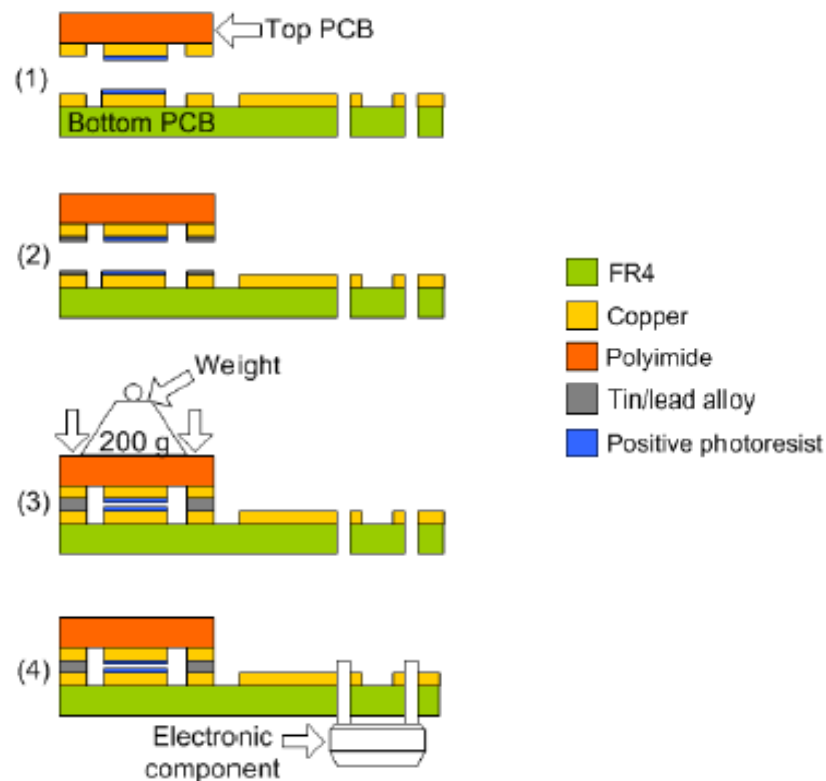 Top PCB
(1)
Bottom PCB
(2)
FR4
Copper
Polyimide
Tin/lead alloy
Positive photoresist
Weight
200 g
(3)
(4)
Electronic
component